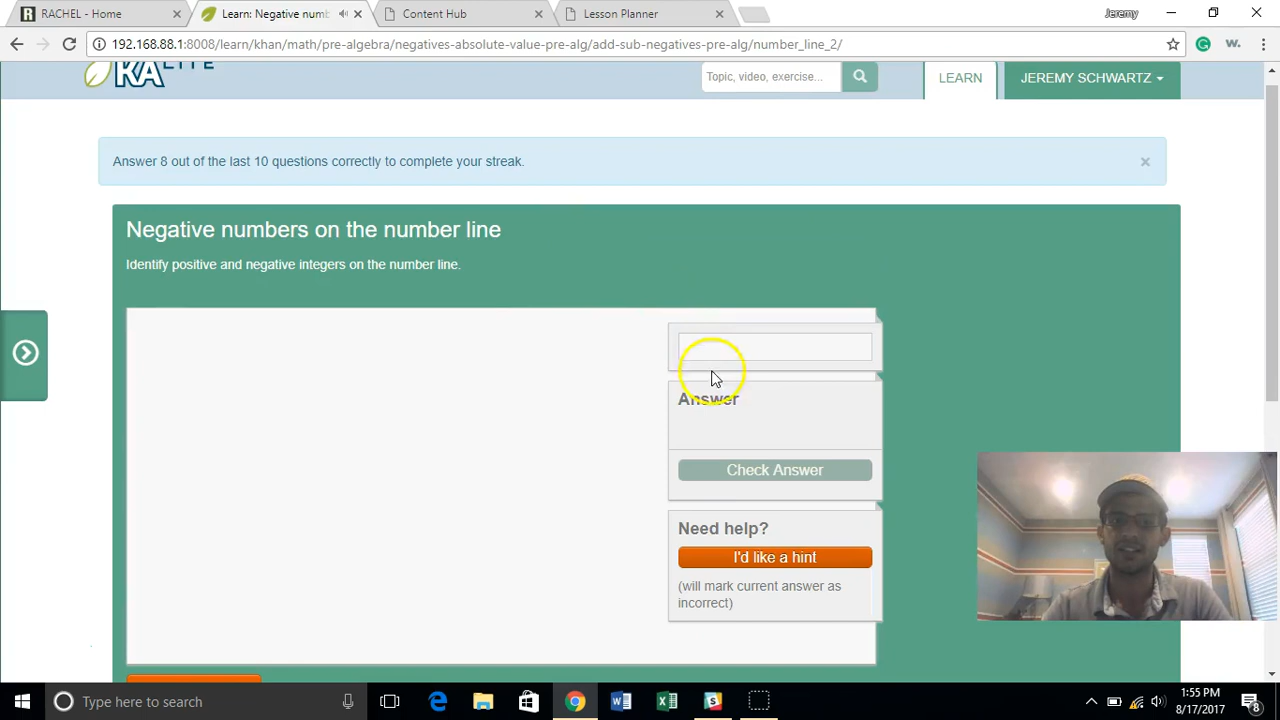 RACHEL - Home
Learn: Negative numb
Content Hub
Lesson Planner
Jeremy
192.168.88.1:8008/learn/khan/math/pre-algebra/negatives-absolute-value-pre-alg/add-sub-negatives-pre-alg/number_line_2/
KA LITE
Topic, video, exercise...
LEARN
JEREMY SCHWARTZ
Answer 8 out of the last 10 questions correctly to complete your streak.
Negative numbers on the number line
Identify positive and negative integers on the number line.
Answer
Check Answer
Need help?
I'd like a hint
(will mark current answer as
incorrect)
Type here to search
1:55 PM
8/17/2017
8